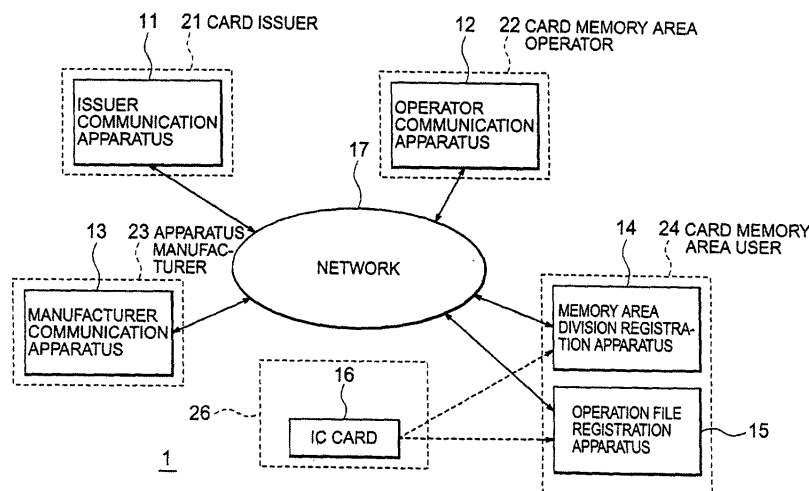 11
21 CARD ISSUER
ISSUER
COMMUNICATION
APPARATUS
12
22 CARD MEMORY AREA
OPERATOR
OPERATOR
COMMUNICATION
APPARATUS
17
NETWORK
13
23 APPARATUS
MANUFAC-
TURER
MANUFACTURER
COMMUNICATION
APPARATUS
14
24 CARD MEMORY
AREA USER
MEMORY AREA
DIVISION REGISTRA-
TION APPARATUS
16
26
IC CARD
OPERATION FILE
REGISTRATION
APPARATUS
15
1